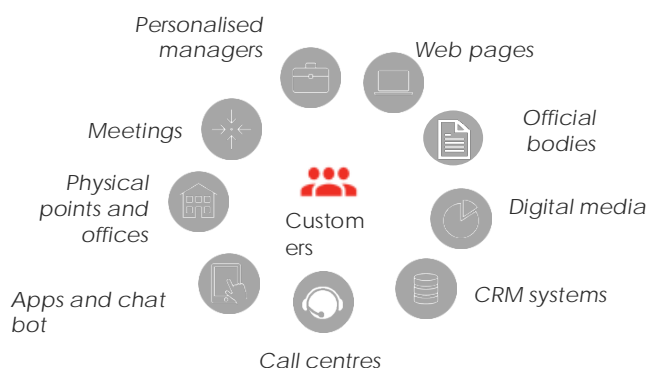 Personalised
managers
Web pages
Meetings
Official
bodies
Physical
points and
offices
Custom
ers
Digital media
Apps and chat
bot
CRM systems
Call centres